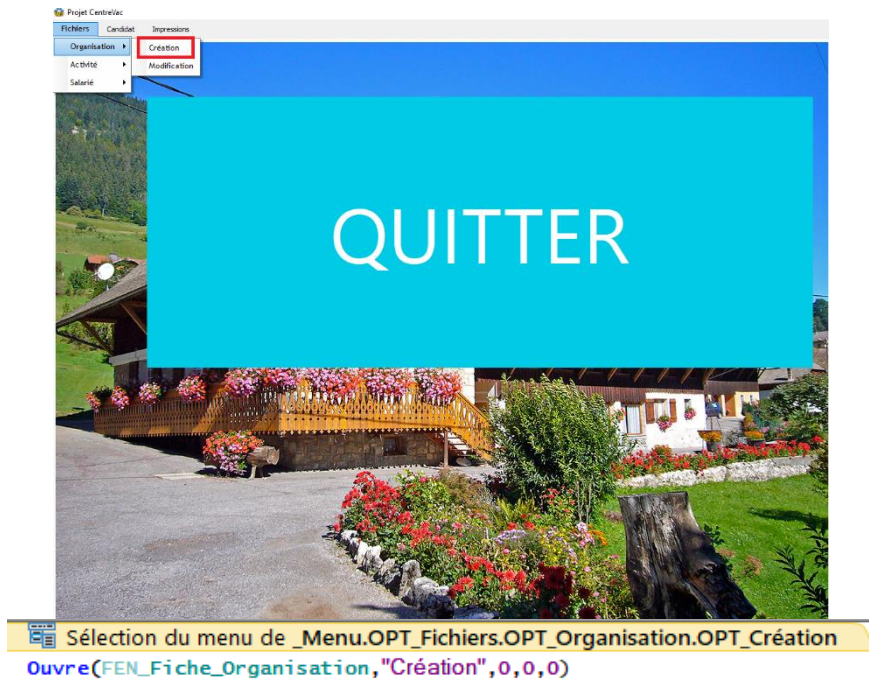 Projet CentreVac
Fichiers Candidat Impressions
Organisation Création
Activité Modification
Salarié
QUITTER
Sélection du menu de _Menu.OPT_Fichiers.OPT_Organisation.OPT_Création
Ouvre(FEN_Fiche_Organisation,"Création",0,0,0)